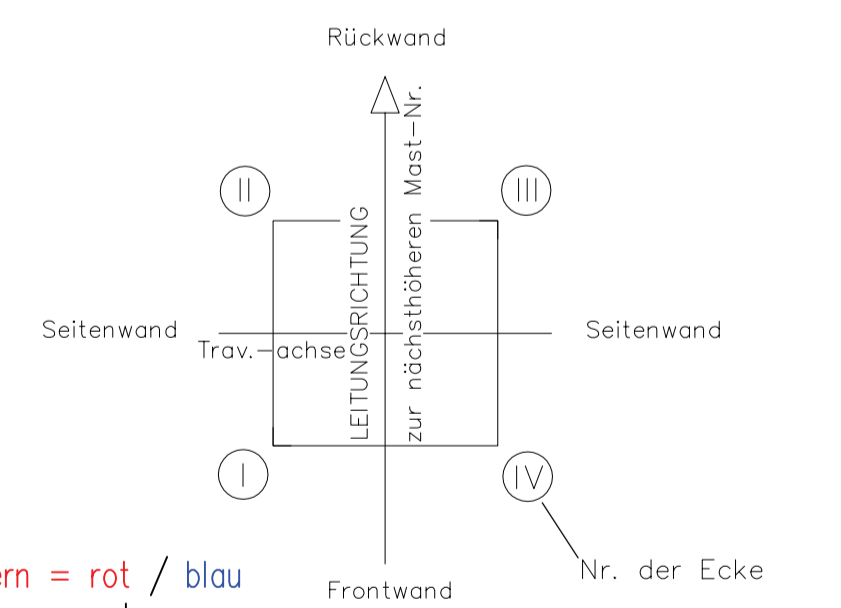 Rückwand
LEITUNGSRICHTUNG
zur nächsthöheren Mast-Nr.
II
III
Seitenwand
Seitenwand
Trav.-achse
I
IV
ern = rot / blau
Nr. der Ecke
Frontwand